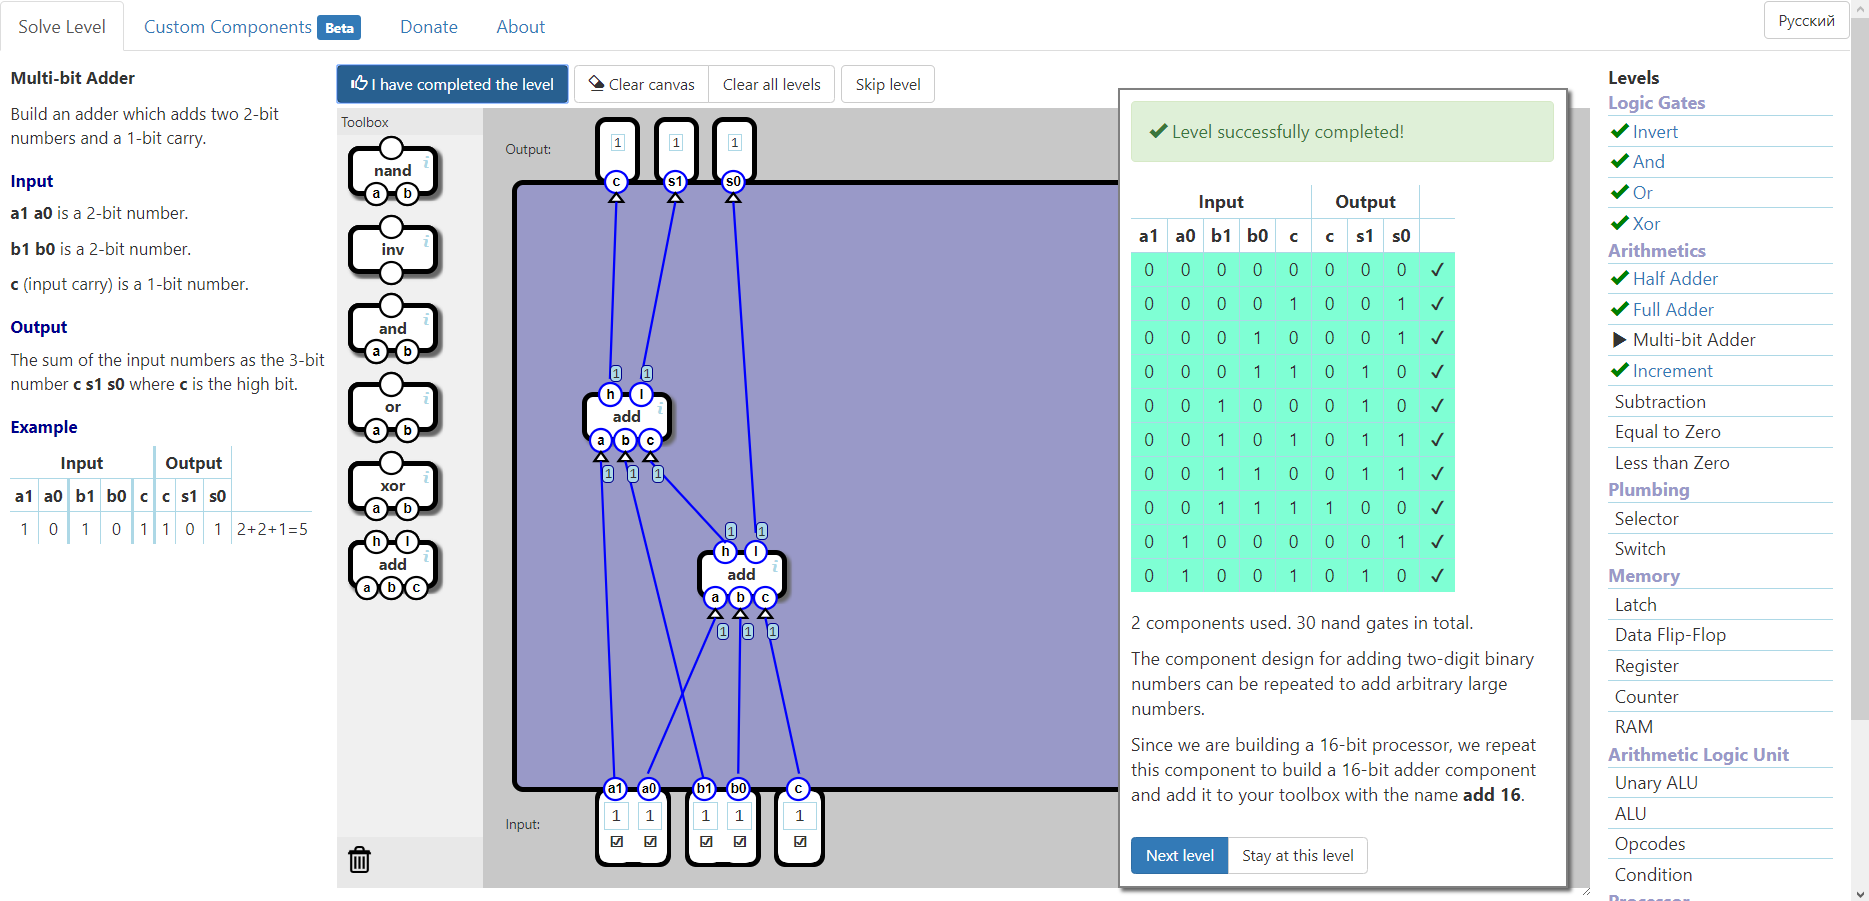 Solve Level
Custom Components Beta
Donate
About
Русский
Multi-bit Adder
Build an adder which adds two 2-bit
numbers and a 1-bit carry.
Input
a1 a0 is a 2-bit number.
b1 b0 is a 2-bit number.
c (input carry) is a 1-bit number.
Output
The sum of the input numbers as the 3-bit
number c s1 s0 where c is the high bit.
Example
Input Output
a1 a0 b1 b0 c c s1 s0
1 0 1 0 1 1 0 1 2+2+1=5
I have completed the level
Clear canvas
Clear all levels
Skip level
Toolbox
i
nand
a b
i
inv
i
and
a b
i
or
a b
i
xor
a b
h l
i
add
a b c
Output:
1 1 1
c s1 s0
1 1
h l
i
add
a b c
1 1 1
1 1
h l
i
add
a b c
1 1 1
a1 a0 b1 b0 c
Input:
1 1 1 1 1
Level successfully completed!
Input Output
a1 a0 b1 b0 c c s1 s0
0 0 0 0 0 0 0 0 ✓
0 0 0 0 1 0 0 1 ✓
0 0 0 1 0 0 0 1 ✓
0 0 0 1 1 0 1 0 ✓
0 0 1 0 0 0 1 0 ✓
0 0 1 0 1 0 1 1 ✓
0 0 1 1 0 0 1 1 ✓
0 0 1 1 1 1 0 0 ✓
0 1 0 0 0 0 0 1 ✓
0 1 0 0 1 0 1 0 ✓
2 components used. 30 nand gates in total.
The component design for adding two-digit binary
numbers can be repeated to add arbitrary large
numbers.
Since we are building a 16-bit processor, we repeat
this component to build a 16-bit adder component
and add it to your toolbox with the name add 16.
Next level
Stay at this level
Levels
Logic Gates
Invert
And
Or
Xor
Arithmetics
Half Adder
Full Adder
Multi-bit Adder
Increment
Subtraction
Equal to Zero
Less than Zero
Plumbing
Selector
Switch
Memory
Latch
Data Flip-Flop
Register
Counter
RAM
Arithmetic Logic Unit
Unary ALU
ALU
Opcodes
Condition
Processor